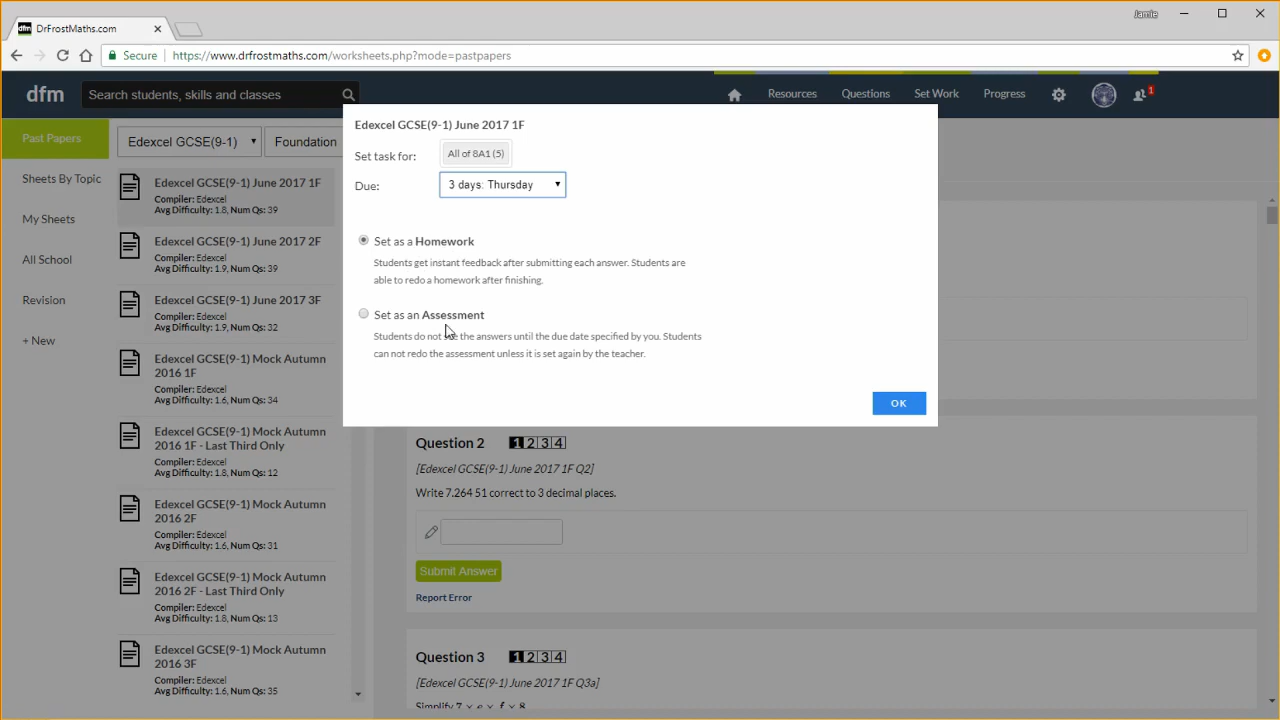 Jamie
DrFrostMaths.com
Secure
https://www.drfrostmaths.com/worksheets.php?mode=pastpapers
dfm
Search students, skills and classes
Resources
Questions
Set Work
Progress
1
Past Papers
Sheets By Topic
My Sheets
All School
Revision
+ New
Edexcel GCSE(9-1)
Foundation
Edexcel GCSE(9-1) June 2017 1F
Compiler: Edexcel
Avg Difficulty: 1.8, Num Qs: 39
Edexcel GCSE(9-1) June 2017 2F
Compiler: Edexcel
Avg Difficulty: 1.9, Num Qs: 39
Edexcel GCSE(9-1) June 2017 3F
Compiler: Edexcel
Avg Difficulty: 1.9, Num Qs: 32
Edexcel GCSE(9-1) Mock Autumn
2016 1F
Compiler: Edexcel
Avg Difficulty: 1.6, Num Qs: 34
Edexcel GCSE(9-1) Mock Autumn
2016 1F - Last Third Only
Compiler: Edexcel
Avg Difficulty: 1.8, Num Qs: 12
Edexcel GCSE(9-1) Mock Autumn
2016 2F
Compiler: Edexcel
Avg Difficulty: 1.6, Num Qs: 31
Edexcel GCSE(9-1) Mock Autumn
2016 2F - Last Third Only
Compiler: Edexcel
Avg Difficulty: 1.8, Num Qs: 13
Edexcel GCSE(9-1) Mock Autumn
2016 3F
Compiler: Edexcel
Avg Difficulty: 1.6, Num Qs: 35
Edexcel GCSE(9-1) June 2017 1F
Set task for:
All of 8A1 (5)
Due:
3 days: Thursday
Set as a Homework
Students get instant feedback after submitting each answer. Students are
able to redo a homework after finishing.
Set as an Assessment
Students do not see the answers until the due date specified by you. Students
can not redo the assessment unless it is set again by the teacher.
OK
Question 2 1 2 3 4
[Edexcel GCSE(9-1) June 2017 1F Q2]
Write 7.264 51 correct to 3 decimal places.
Submit Answer
Report Error
Question 3 1 2 3 4
[Edexcel GCSE(9-1) June 2017 1F Q3a]
Simplify 7 × e × f × 8